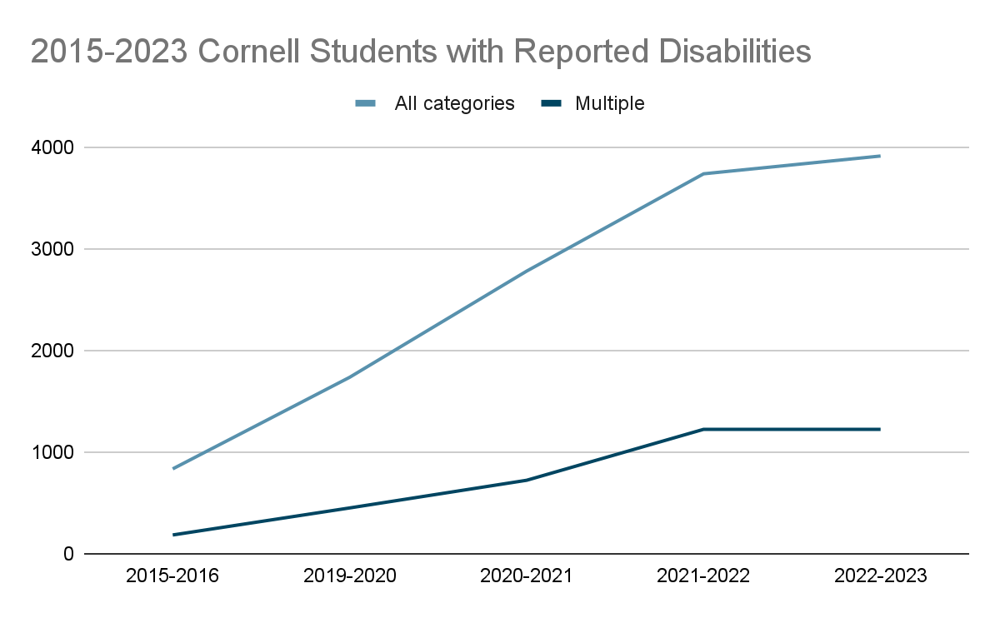 2015-2023 Cornell Students with Reported Disabilities
All categories Multiple
4000
3000
2000
1000
0
2015-2016 2019-2020 2020-2021 2021-2022 2022-2023